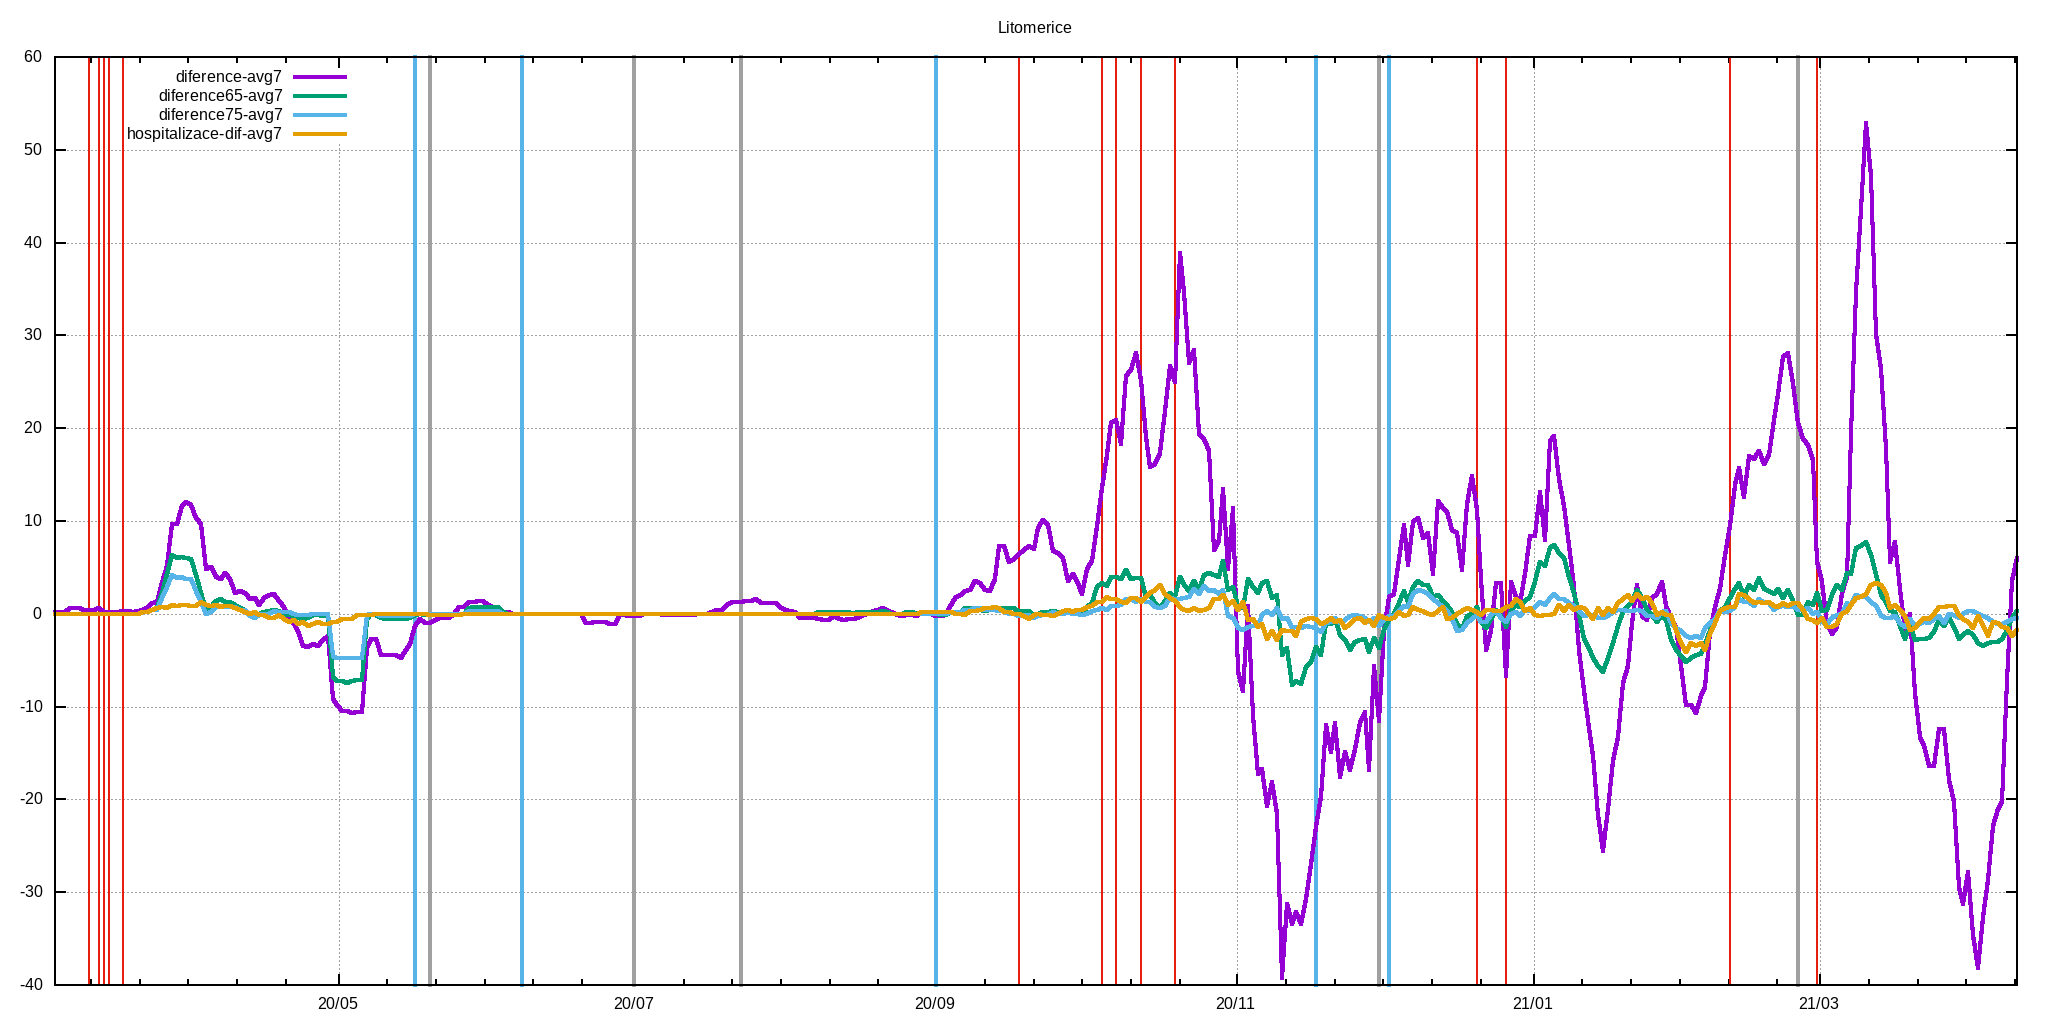 Litomerice
60
50
40
30
20
10
0
-10
-20
-30
-40
diference-avg7
diference65-avg7
diference75-avg7
hospitalizace-dif-avg7
20/05 20/07 20/09 20/11 21/01 21/03